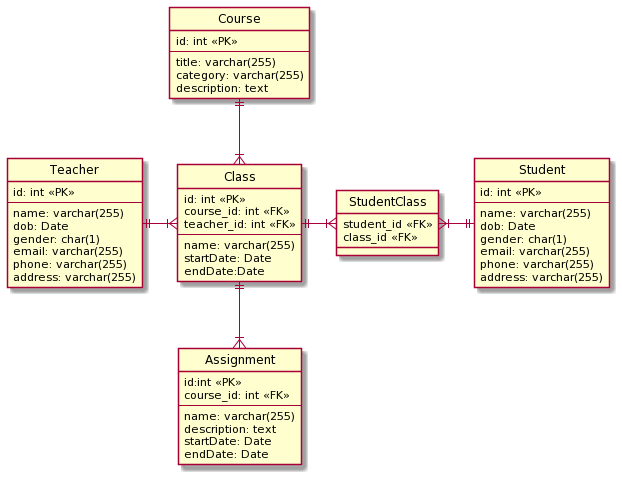 Course
id: int «PK»
title: varchar(255)
category: varchar(255)
description: text
Teacher
id: int «PK»
name: varchar(255)
dob: Date
gender: char(1)
email: varchar(255)
phone: varchar(255)
address: varchar(255)
Class
id: int «PK»
course_id: int «FK»
teacher_id: int «FK»
name: varchar(255)
startDate: Date
endDate:Date
StudentClass
student_id «FK»
class_id «FK»
Student
id: int «PK»
name: varchar(255)
dob: Date
gender: char(1)
email: varchar(255)
phone: varchar(255)
address: varchar(255)
Assignment
id:int «PK»
course_id: int «FK»
name: varchar(255)
description: text
startDate: Date
endDate: Date